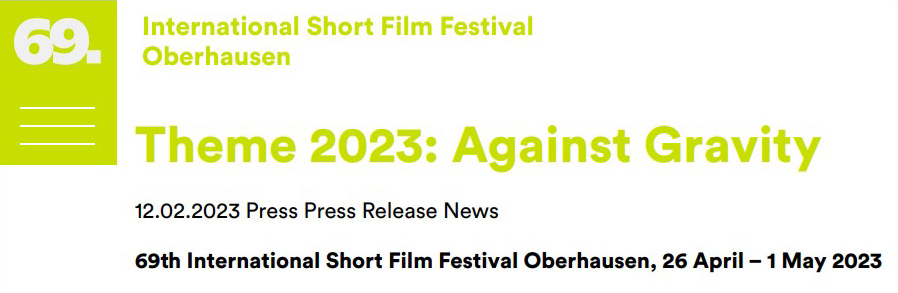 69.
International Short Film Festival
Oberhausen
Theme 2023: Against Gravity
12.02.2023 Press Press Release News
69th International Short Film Festival Oberhausen, 26 April – 1 May 2023